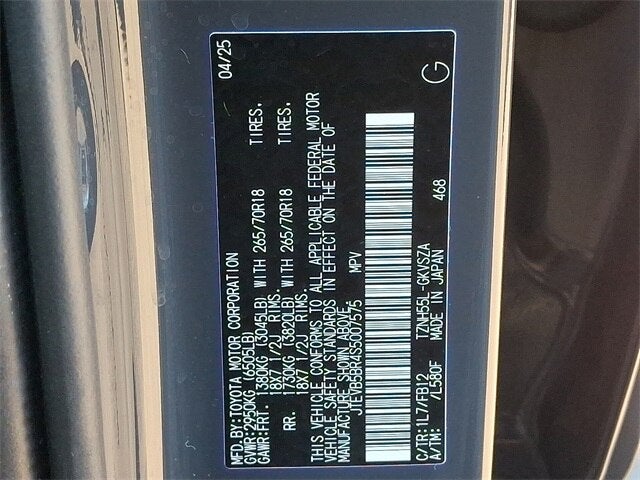 MFD.BY:TOYOTA MOTOR CORPORATION 04/25
GVWR:2950KG (6505LB)
GAWR:FRT. 1380KG (3045LB) WITH 265/70R18 TIRES.
18X7 1/2J RIMS.
RR. 1730KG (3820LB) WITH 265/70R18 TIRES.
18X7 1/2J RIMS.
THIS VEHICLE CONFORMS TO ALL APPLICABLE FEDERAL MOTOR
VEHICLE SAFETY STANDARDS IN EFFECT ON THE DATE OF
MANUFACTURE SHOWN ABOVE.
JTEVB5BR4S5007575 MPV
C/TR:1L7/FB12 TZNH55L-GKVSZA
A/TM: /L580F MADE IN JAPAN 468
G